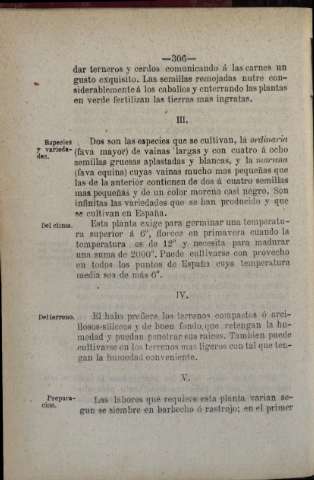 —306—
dar terneros y cerdos comunicando á las carnes un
gusto exquisito. Las semillas remojadas nutre con-
siderablemente á los caballos y enterrando las plantas
en verde fertilizan las tierras mas ingratas.
III.
Especies
y varieda-
des.
Dos son las especies que se cultivan, lá ordinaria
(fava mayor) de vainas largas y con cuatro á ocho
semillas gruesas aplastadas y blancas, y la
(fava equina) cuyas vainas mucho mas pequeñas que
las de la anterior contienen de dos á cuatro semillas
mas pequeñas y de un color moreno casi negro. Son
infinitas las variedades que se han producido y que
se cultivan en España.
Del clima.
Esta planta exige para germinar una temperatu-
ra superior á 6°, florece en primavera cuando la
temperatura es de 12° y necesita para madurar
una suma de 2000°. Puede cultivarse con provecho
en todos los puntos de España cuya temperatura
media sea de más 6°.
IV.
Del terreno.
El haba prefiere los terrenos compactos ó arci-
llosos-silíceos y de buen fondo, que retengan la hu-
medad y puedan penetrar sus raices. Tambien puede
cultivarse en los terrenos mas ligeros con tal que ten-
gan la humedad conveniente.
V.
Prepara-
cion.
Las labores que requiere esta planta varian se-
gun se siembre en barbecho ó rastrojo; en el primer